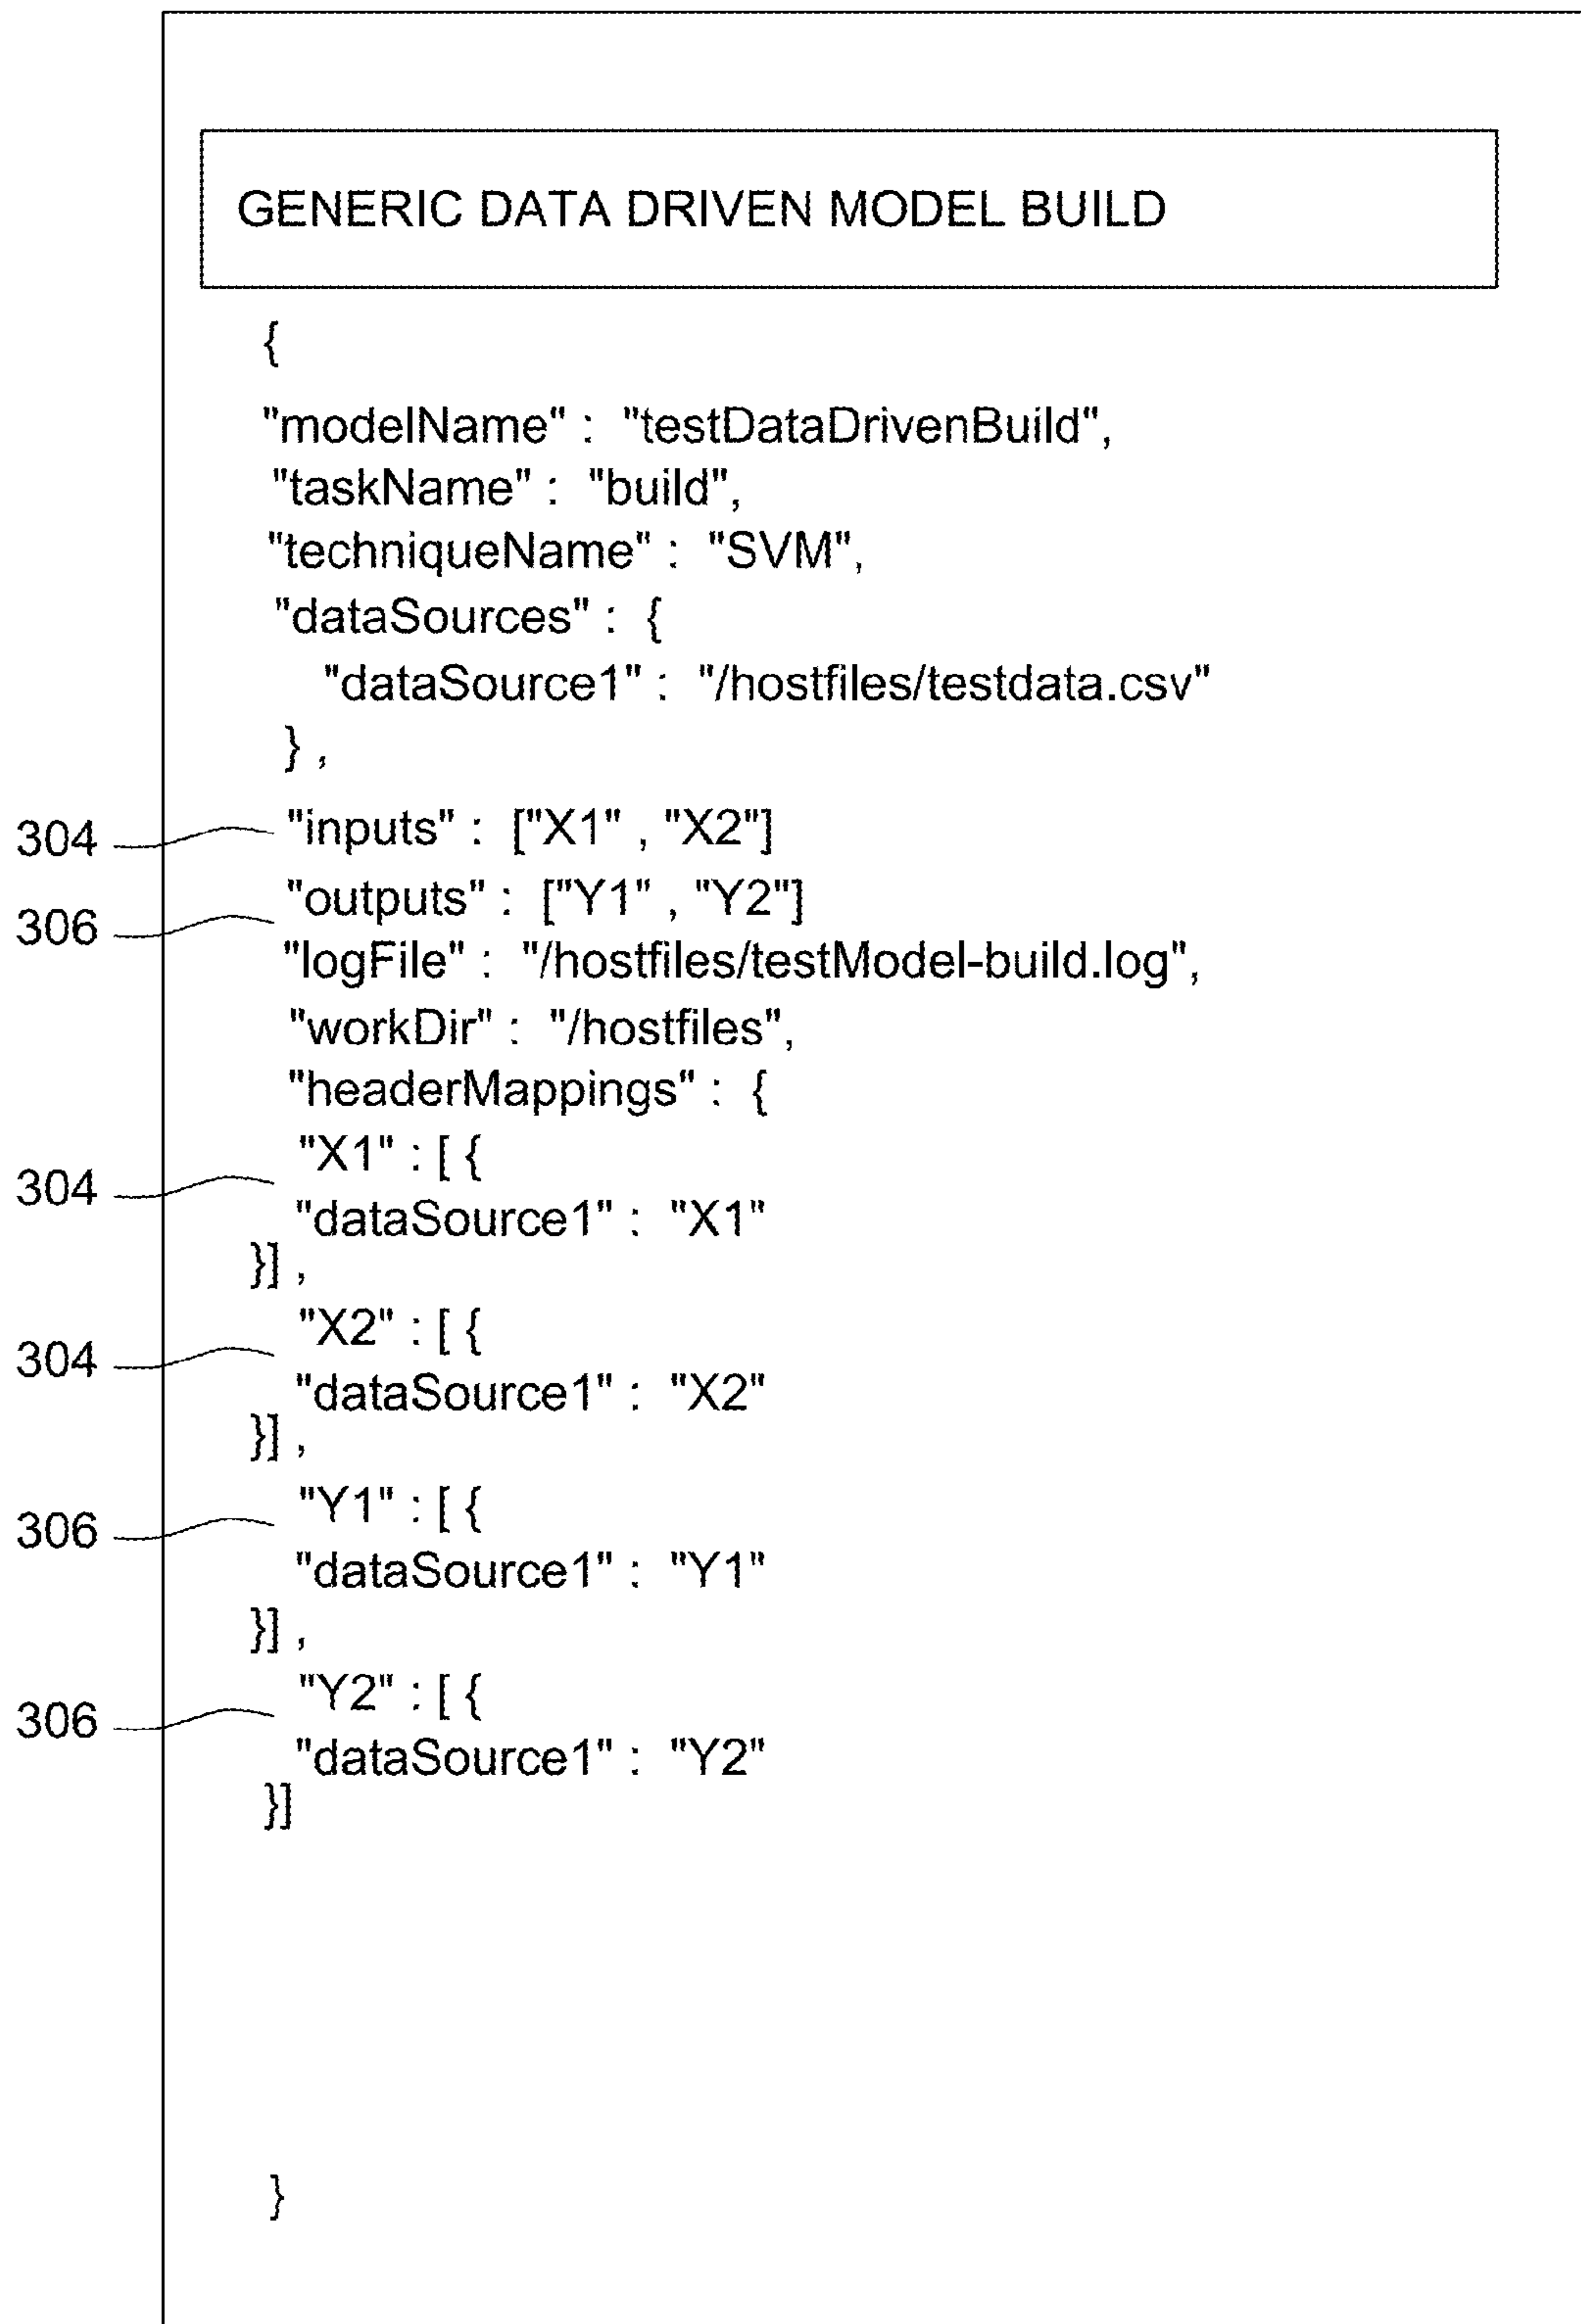 GENERIC DATA DRIVEN MODEL BUILD
{
"modelName" : "testDataDrivenBuild",
"taskName" : "build",
"techniqueName" : "SVM",
"dataSources" : {
"dataSource1" : "/hostfiles/testdata.csv"
} ,
304 "inputs" : ["X1" , "X2"]
"outputs" : ["Y1" , "Y2"]
306
"logFile" : "/hostfiles/testModel-build.log",
"workDir" : "/hostfiles",
"headerMappings" : {
"X1" : [ {
304
"dataSource1" : "X1"
}] ,
"X2" : [ {
304
"dataSource1" : "X2"
}] ,
"Y1" : [ {
306
"dataSource1" : "Y1"
}] ,
"Y2" : [ {
306
"dataSource1" : "Y2"
}]
}